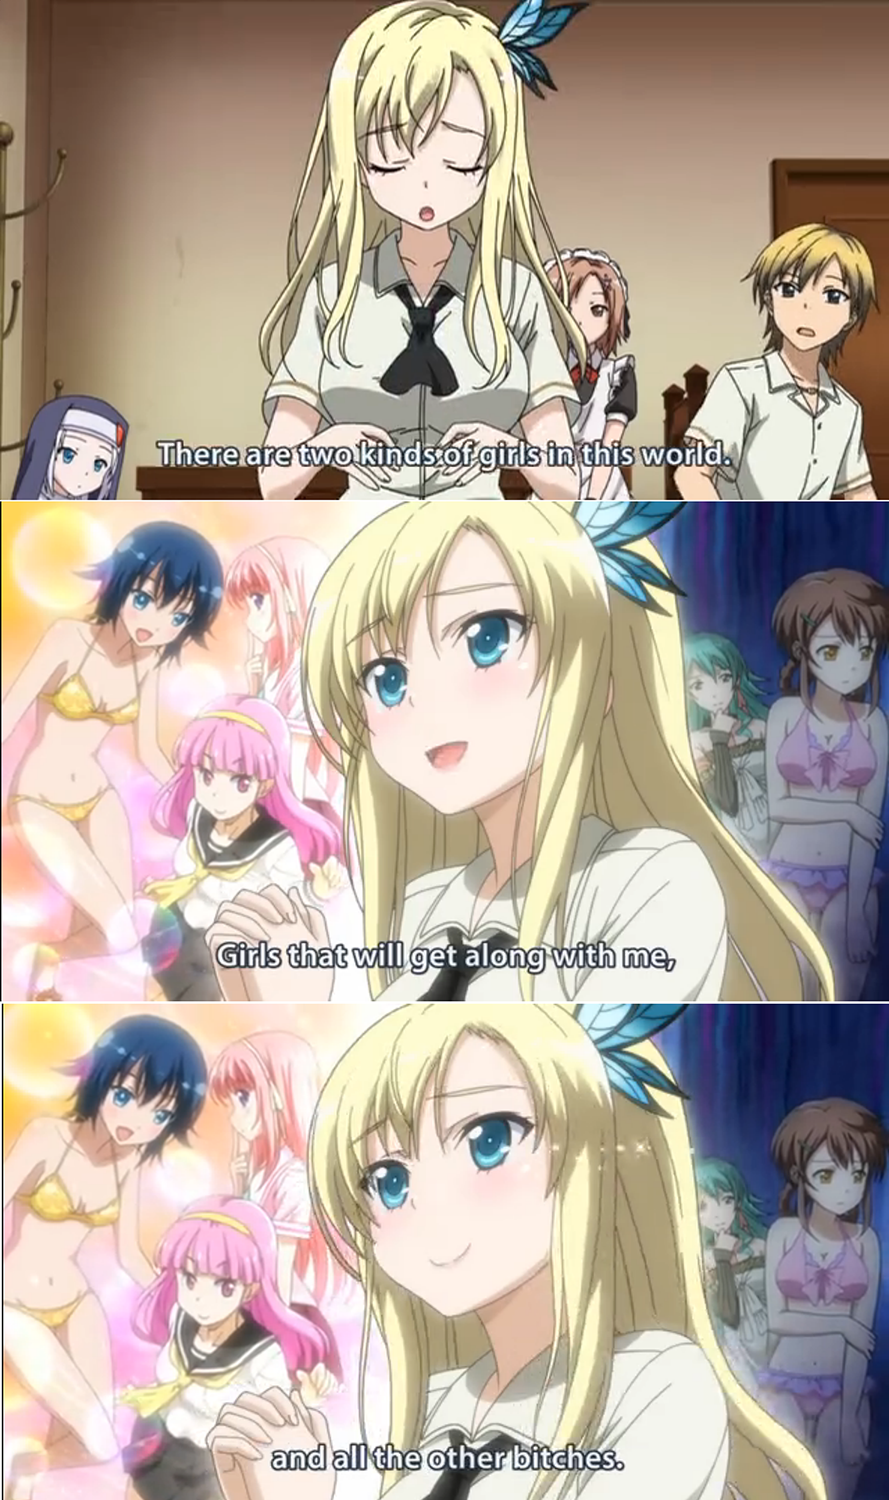 There are two kinds of girls in this world.
Girls that will get along with me,
and all the other bitches.